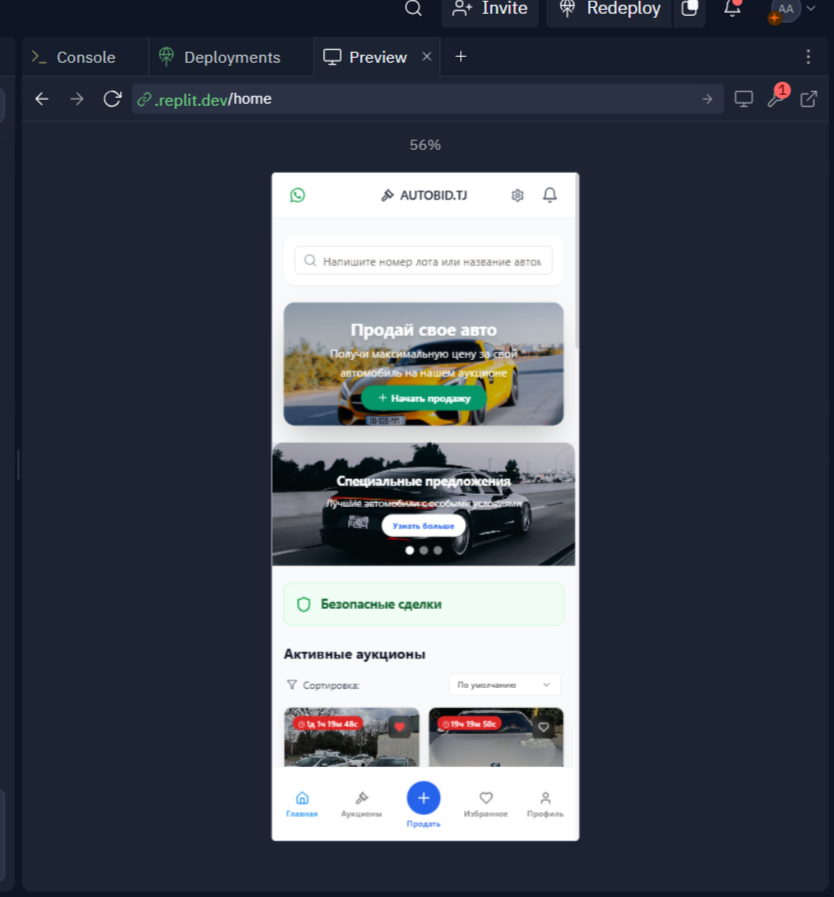 Invite
Redeploy
AA
Console
Deployments
Preview
.replit.dev/home
1
56%
AUTOBID.TJ
Напишите номер лота или название автом
Продай свое авто
Получи максимальную цену за свой
автомобиль на нашем аукционе
+ Начать продажу
Специальные предложения
Лучшие автомобили с особыми условиями
Узнать больше
Безопасные сделки
Активные аукционы
Сортировка:
По умолчанию
1д 1ч 19м 48с
19ч 19м 50с
Главная
Аукционы
Продать
Избранное
Профиль